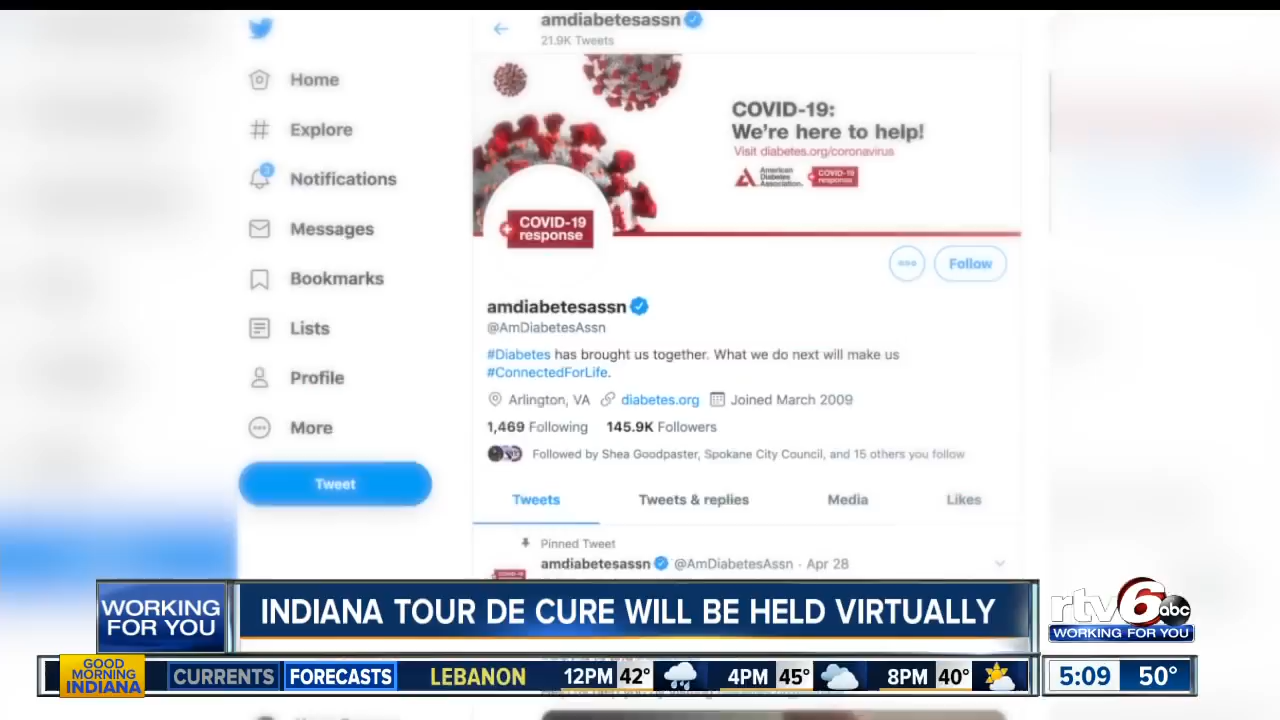 amdiabetesassn
21.9K Tweets
Home
Explore
Notifications
3
Messages
Bookmarks
Lists
Profile
More
Tweet
COVID-19:
We're here to help!
Visit diabetes.org/coronavirus
American
Diabetes
Association.
COVID-19
response
COVID-19
response
Follow
amdiabetesassn
@AmDiabetesAssn
#Diabetes has brought us together. What we do next will make us
#ConnectedForLife.
Arlington, VA diabetes.org Joined March 2009
1,469 Following 145.9K Followers
Followed by Shea Goodpaster, Spokane City Council, and 15 others you follow
Tweets Tweets & replies Media Likes
Pinned Tweet
amdiabetesassn @AmDiabetesAssn · Apr 28
WORKING
FOR YOU
INDIANA TOUR DE CURE WILL BE HELD VIRTUALLY
rtv6 abc
WORKING FOR YOU
GOOD
MORNING
INDIANA
CURRENTS FORECASTS LEBANON 12PM 42° 4PM 45° 8PM 40°
5:09 50°